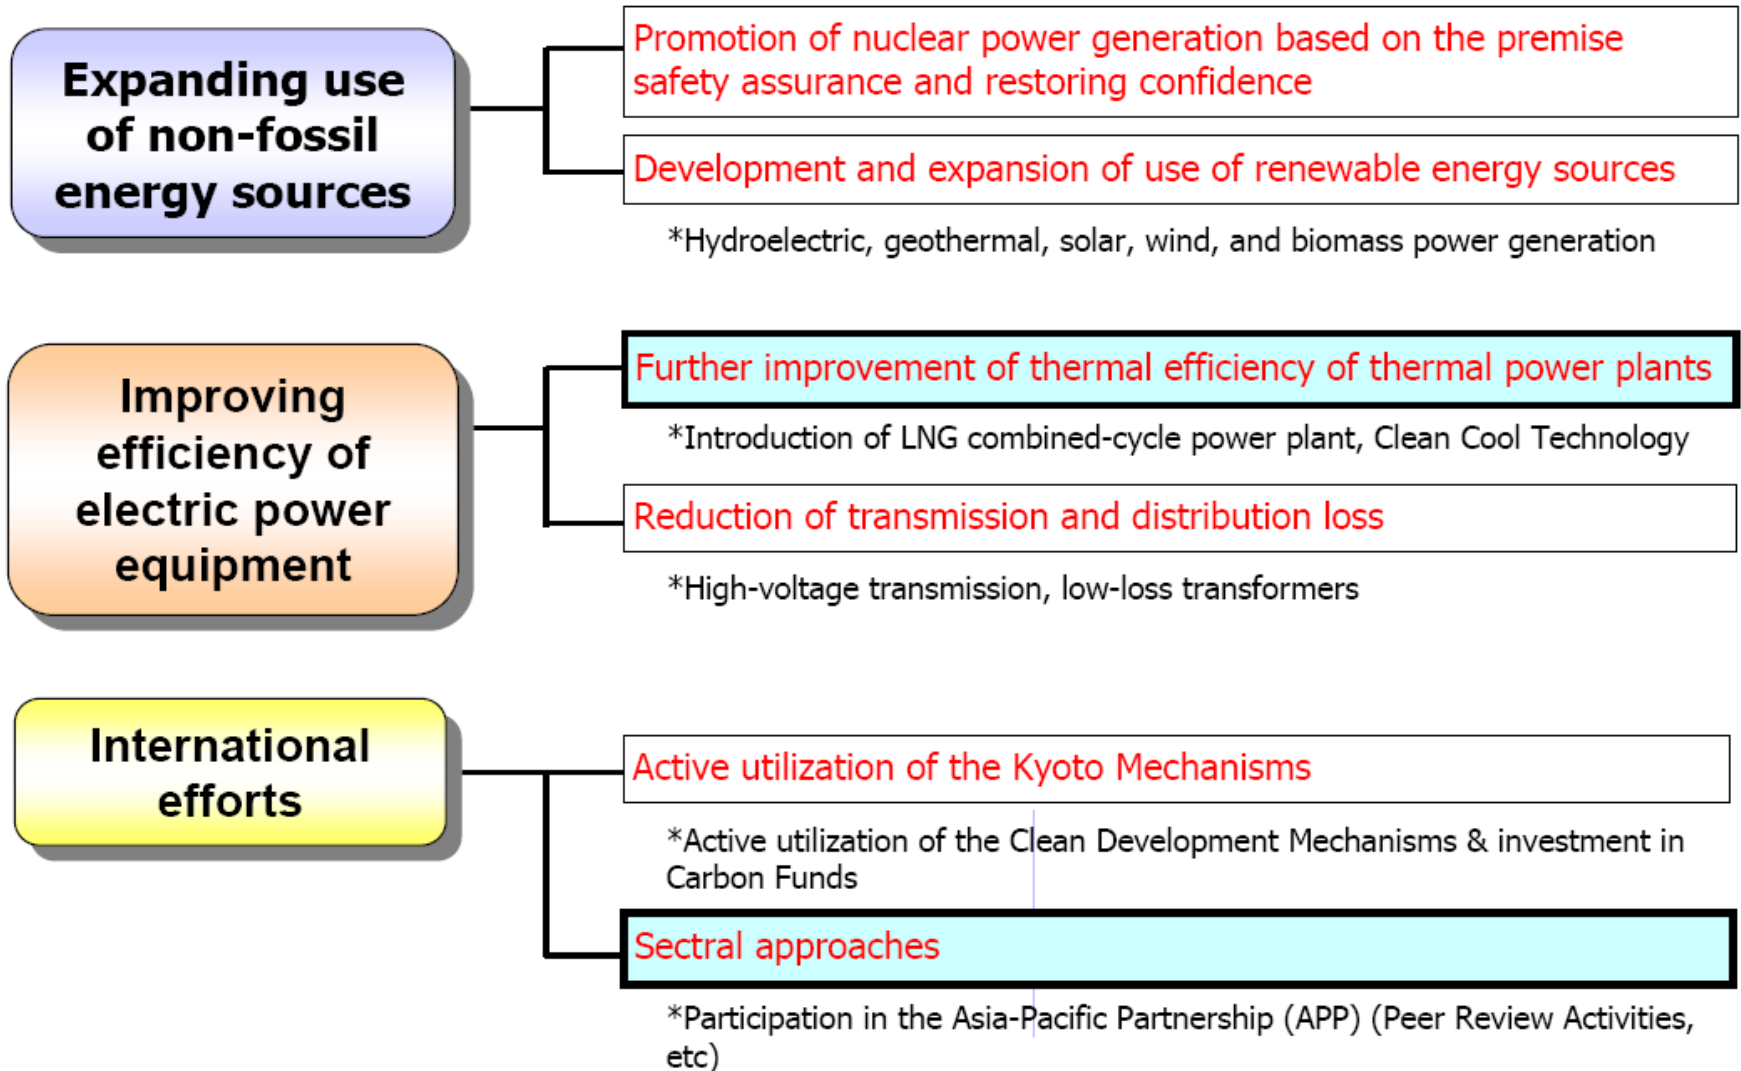 Expanding use
of non-fossil
energy sources
Promotion of nuclear power generation based on the premise
safety assurance and restoring confidence
Development and expansion of use of renewable energy sources
*Hydroelectric, geothermal, solar, wind, and biomass power generation
Improving
efficiency of
electric power
equipment
Further improvement of thermal efficiency of thermal power plants
*Introduction of LNG combined-cycle power plant, Clean Cool Technology
Reduction of transmission and distribution loss
*High-voltage transmission, low-loss transformers
International
efforts
Active utilization of the Kyoto Mechanisms
*Active utilization of the Clean Development Mechanisms & investment in
Carbon Funds
Sectral approaches
*Participation in the Asia-Pacific Partnership (APP) (Peer Review Activities,
etc)